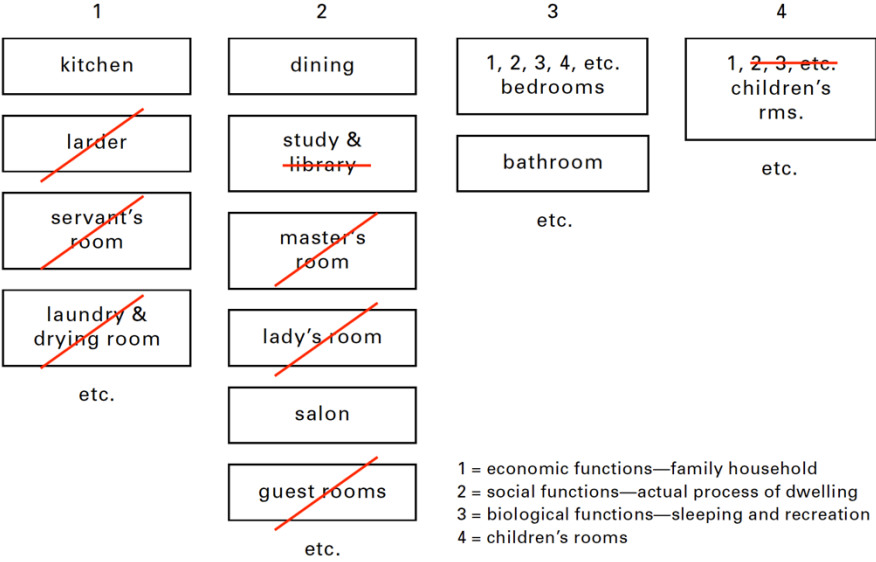 1
kitchen
larder
servant's
room
laundry &
drying room
etc.
2
dining
study &
library
master's
room
lady's room
salon
guest rooms
etc.
3
1, 2, 3, 4, etc.
bedrooms
bathroom
etc.
4
1, 2, 3, etc.
children's
rms.
etc.
1 = economic functions—family household
2 = social functions—actual process of dwelling
3 = biological functions—sleeping and recreation
4 = children's rooms